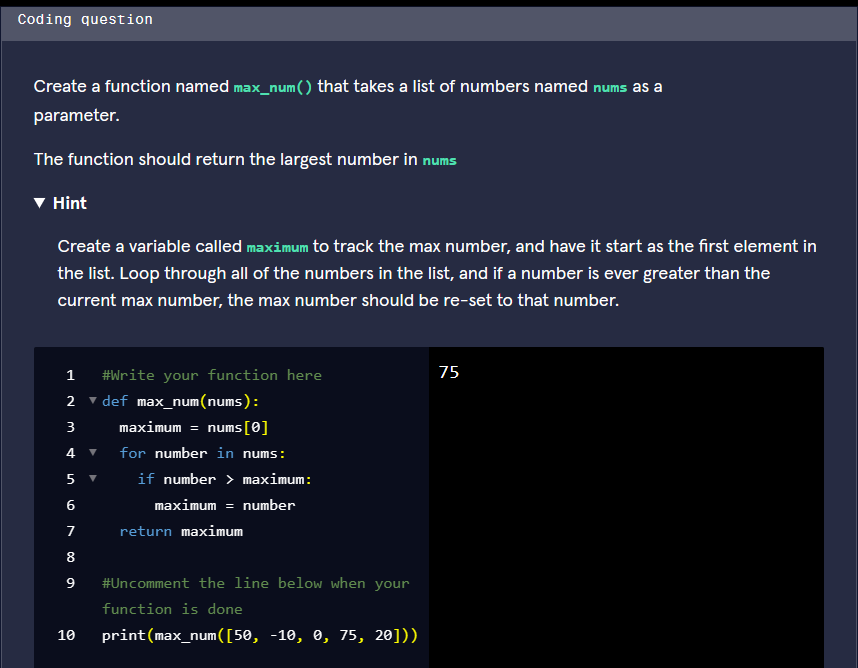 Coding question
Create a function named max_num() that takes a list of numbers named nums as a
parameter.
The function should return the largest number in nums
▼ Hint
Create a variable called maximum to track the max number, and have it start as the first element in
the list. Loop through all of the numbers in the list, and if a number is ever greater than the
current max number, the max number should be re-set to that number.
1 #Write your function here
2 ▼ def max_num(nums):
3   maximum = nums[0]
4 ▼   for number in nums:
5 ▼     if number > maximum:
6       maximum = number
7   return maximum
8
9 #Uncomment the line below when your
function is done
10 print(max_num([50, -10, 0, 75, 20]))
75